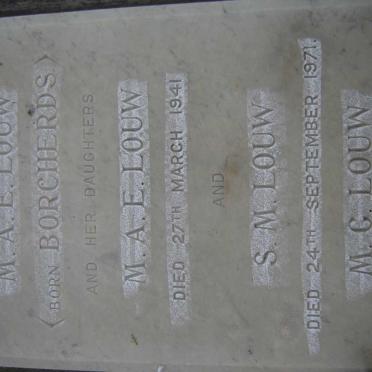 M.A.E. LOUW
(BORN BORCHERDS)
AND HER DAUGHTERS
M.A.E. LOUW
DIED 27TH MARCH 1941
AND
S.M. LOUW
DIED 24TH SEPTEMBER 1971.
M.C. LOUW